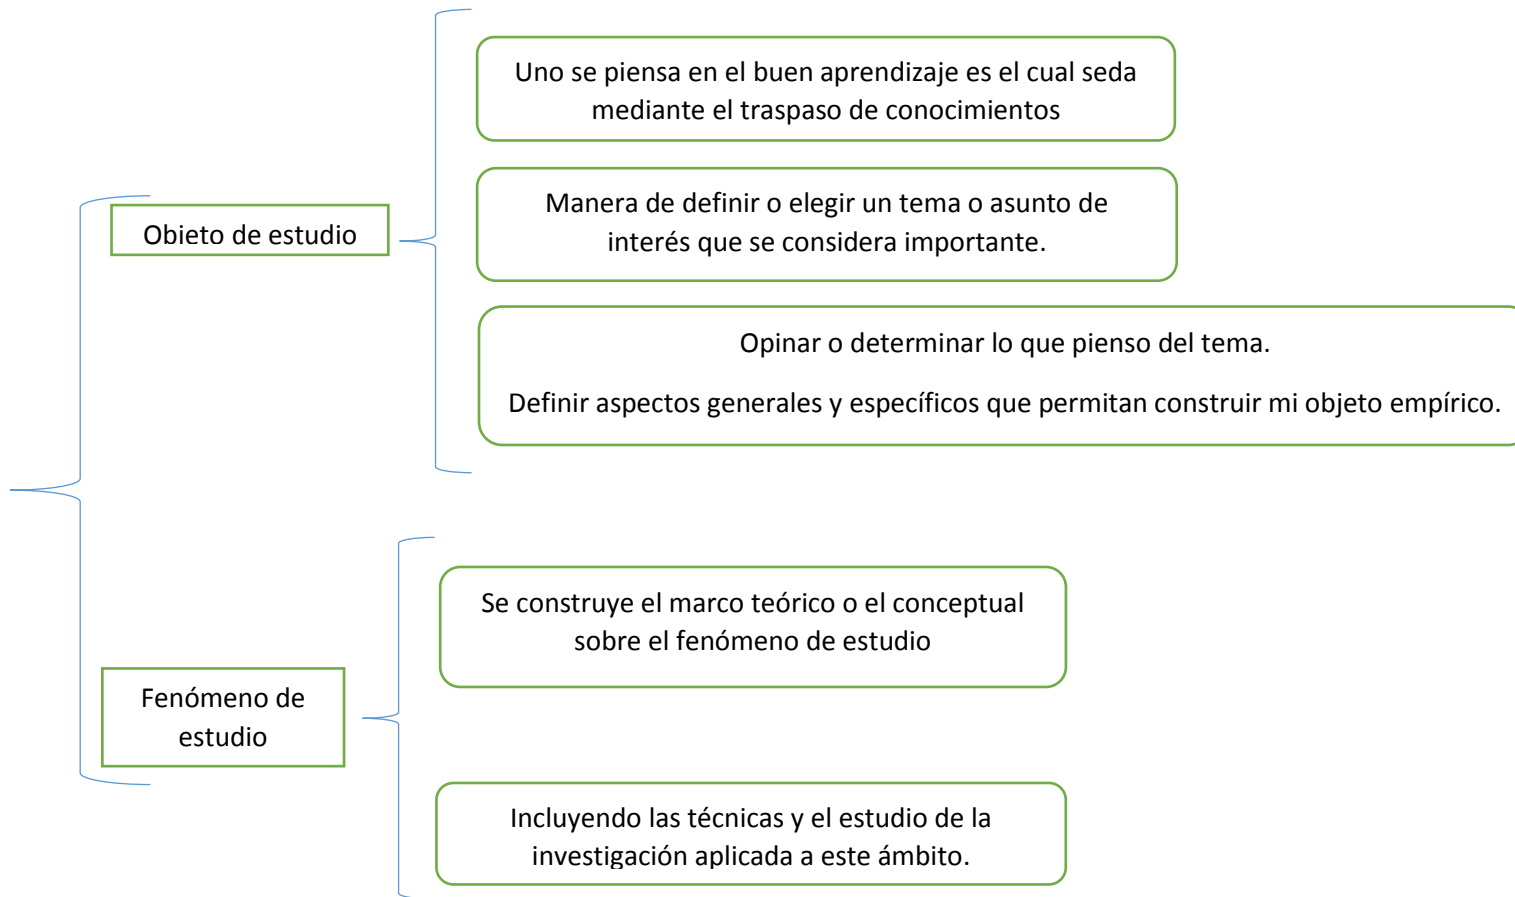 Uno se piensa en el buen aprendizaje es el cual seda
mediante el traspaso de conocimientos
Objeto de estudio
Manera de definir o elegir un tema o asunto de
interés que se considera importante.
Opinar o determinar lo que pienso del tema.
Definir aspectos generales y específicos que permitan construir mi objeto empírico.
Se construye el marco teórico o el conceptual
sobre el fenómeno de estudio
Fenómeno de
estudio
Incluyendo las técnicas y el estudio de la
investigación aplicada a este ámbito.